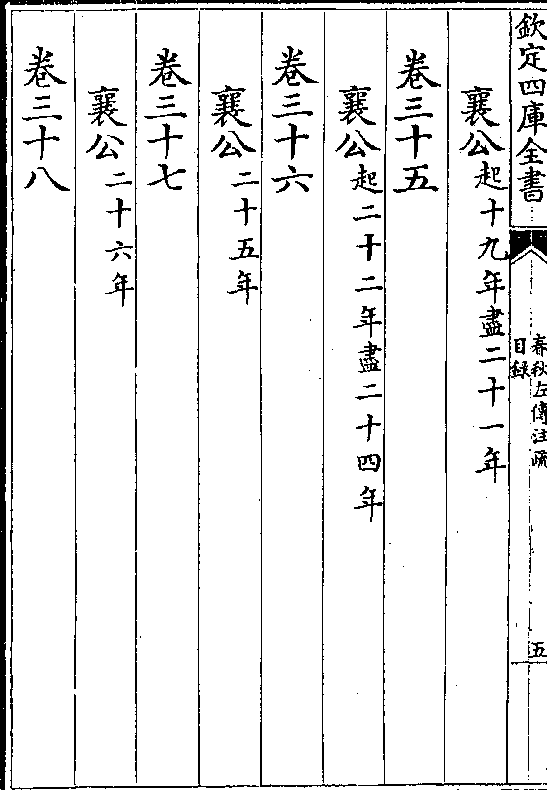 欽定四庫全書
春秋左傳注疏
目録
五
襄公起十九年盡二十一年
卷三十五
襄公起二十二年盡二十四年
卷三十六
襄公二十五年
卷三十七
襄公二十六年
卷三十八